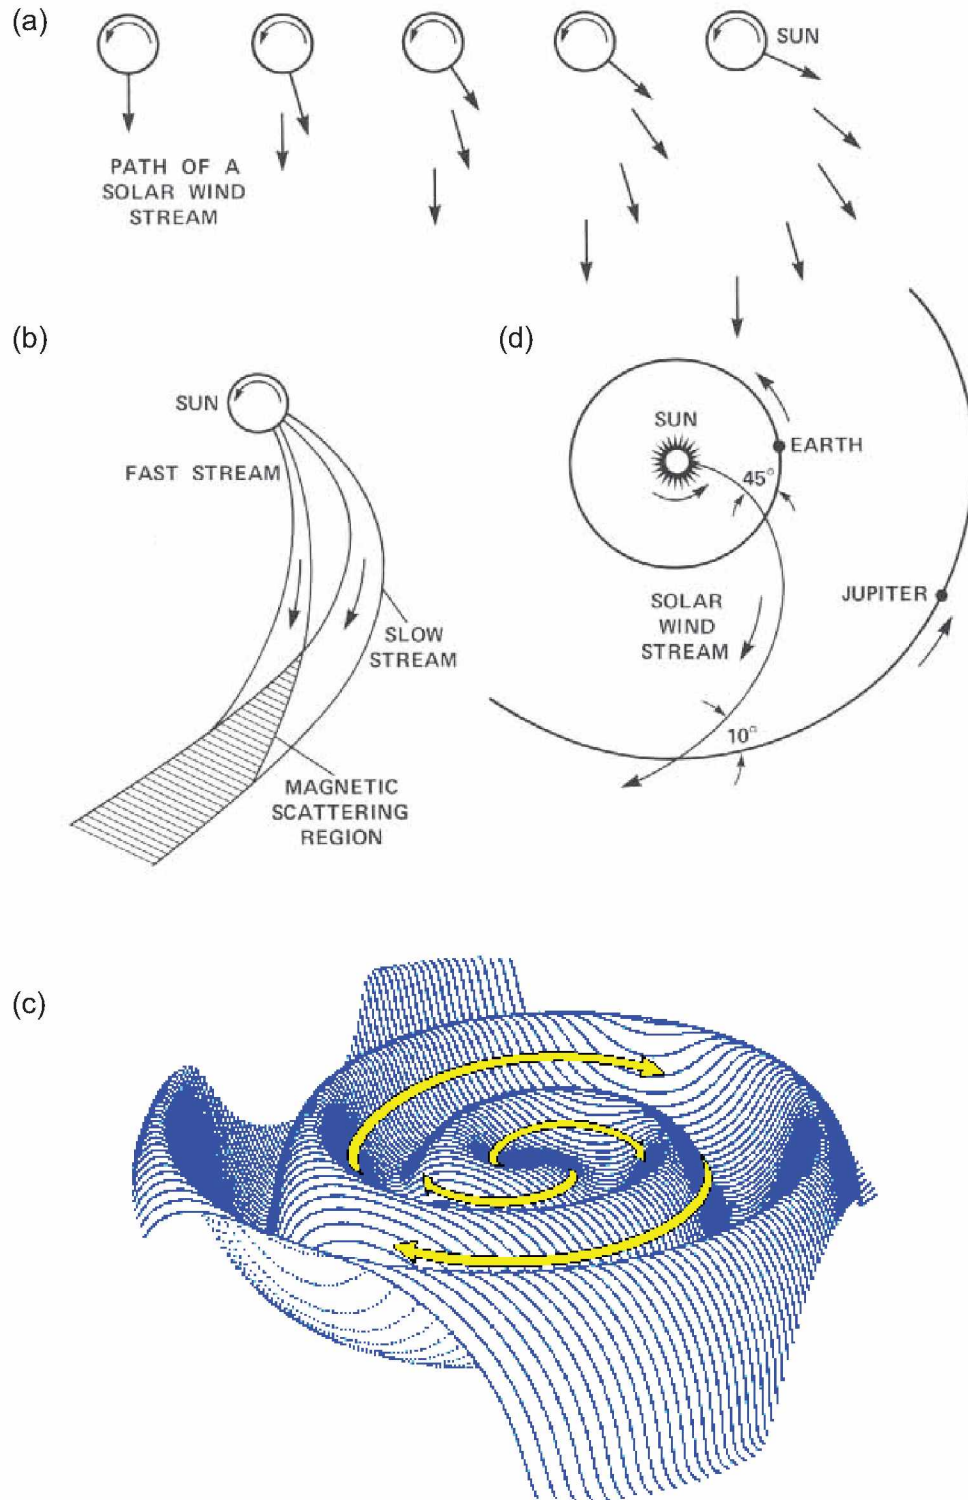 (a)
SUN
PATH OF A
SOLAR WIND
STREAM
(b)
SUN
FAST STREAM
SLOW
STREAM
MAGNETIC
SCATTERING
REGION
(d)
SUN
EARTH
45°
JUPITER
SOLAR
WIND
STREAM
10°
(c)